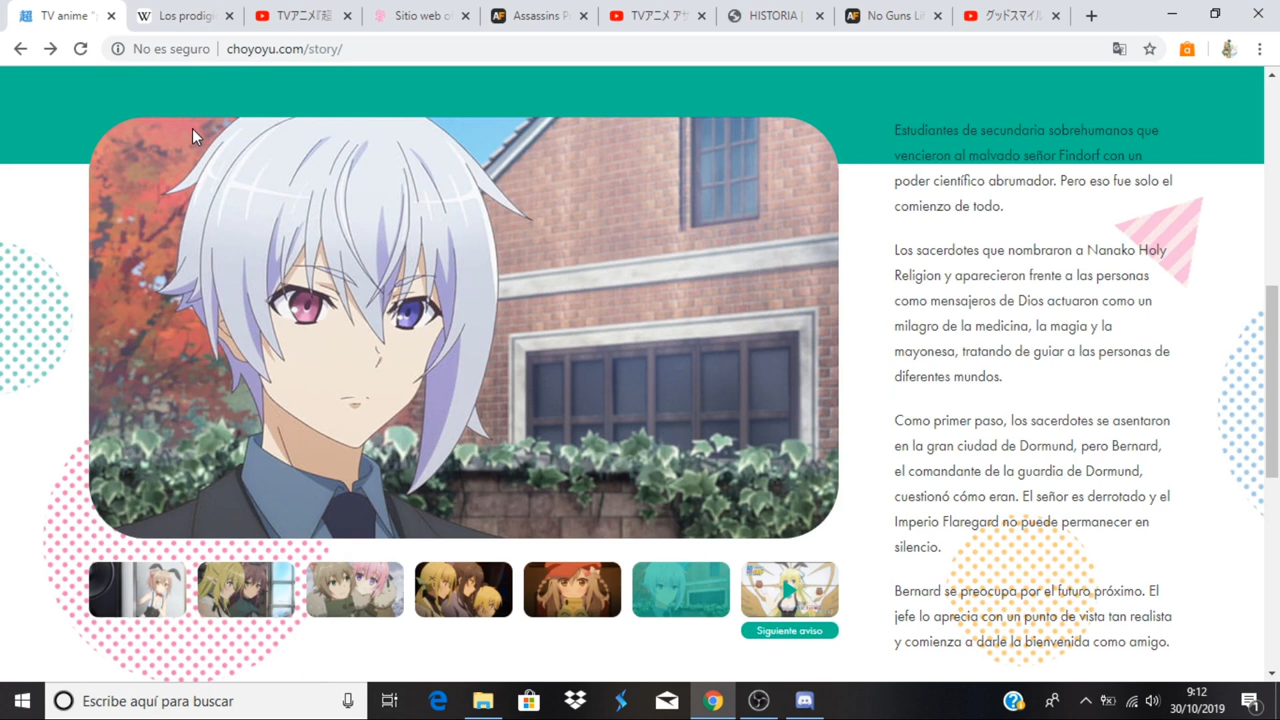 TV anime "
Los prodigi
TVアニメ『超
Sitio web of
Assassins P
TVアニメ アサ
HISTORIA |
No Guns Lif
グッドスマイル
No es seguro
choyoyu.com/story/
Estudiantes de secundaria sobrehumanos que
vencieron al malvado señor Findorf con un
poder científico abrumador. Pero eso fue solo el
comienzo de todo.
Los sacerdotes que nombraron a Nanako Holy
Religion y aparecieron frente a las personas
como mensajeros de Dios actuaron como un
milagro de la medicina, la magia y la
mayonesa, tratando de guiar a las personas de
diferentes mundos.
Como primer paso, los sacerdotes se asentaron
en la gran ciudad de Dormund, pero Bernard,
el comandante de la guardia de Dormund,
cuestionó cómo eran. El señor es derrotado y el
Imperio Flaregard no puede permanecer en
silencio.
Bernard se preocupa por el futuro próximo. El
jefe lo aprecia con un punto de vista tan realista
y comienza a darle la bienvenida como amigo.
Siguiente aviso
Escribe aquí para buscar
9:12
30/10/2019